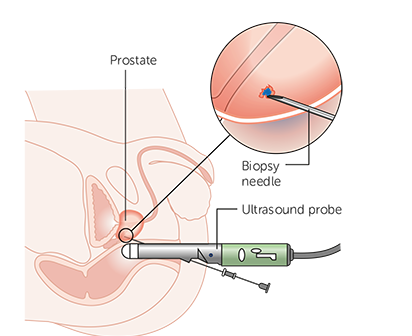 Prostate
Biopsy
needle
Ultrasound probe